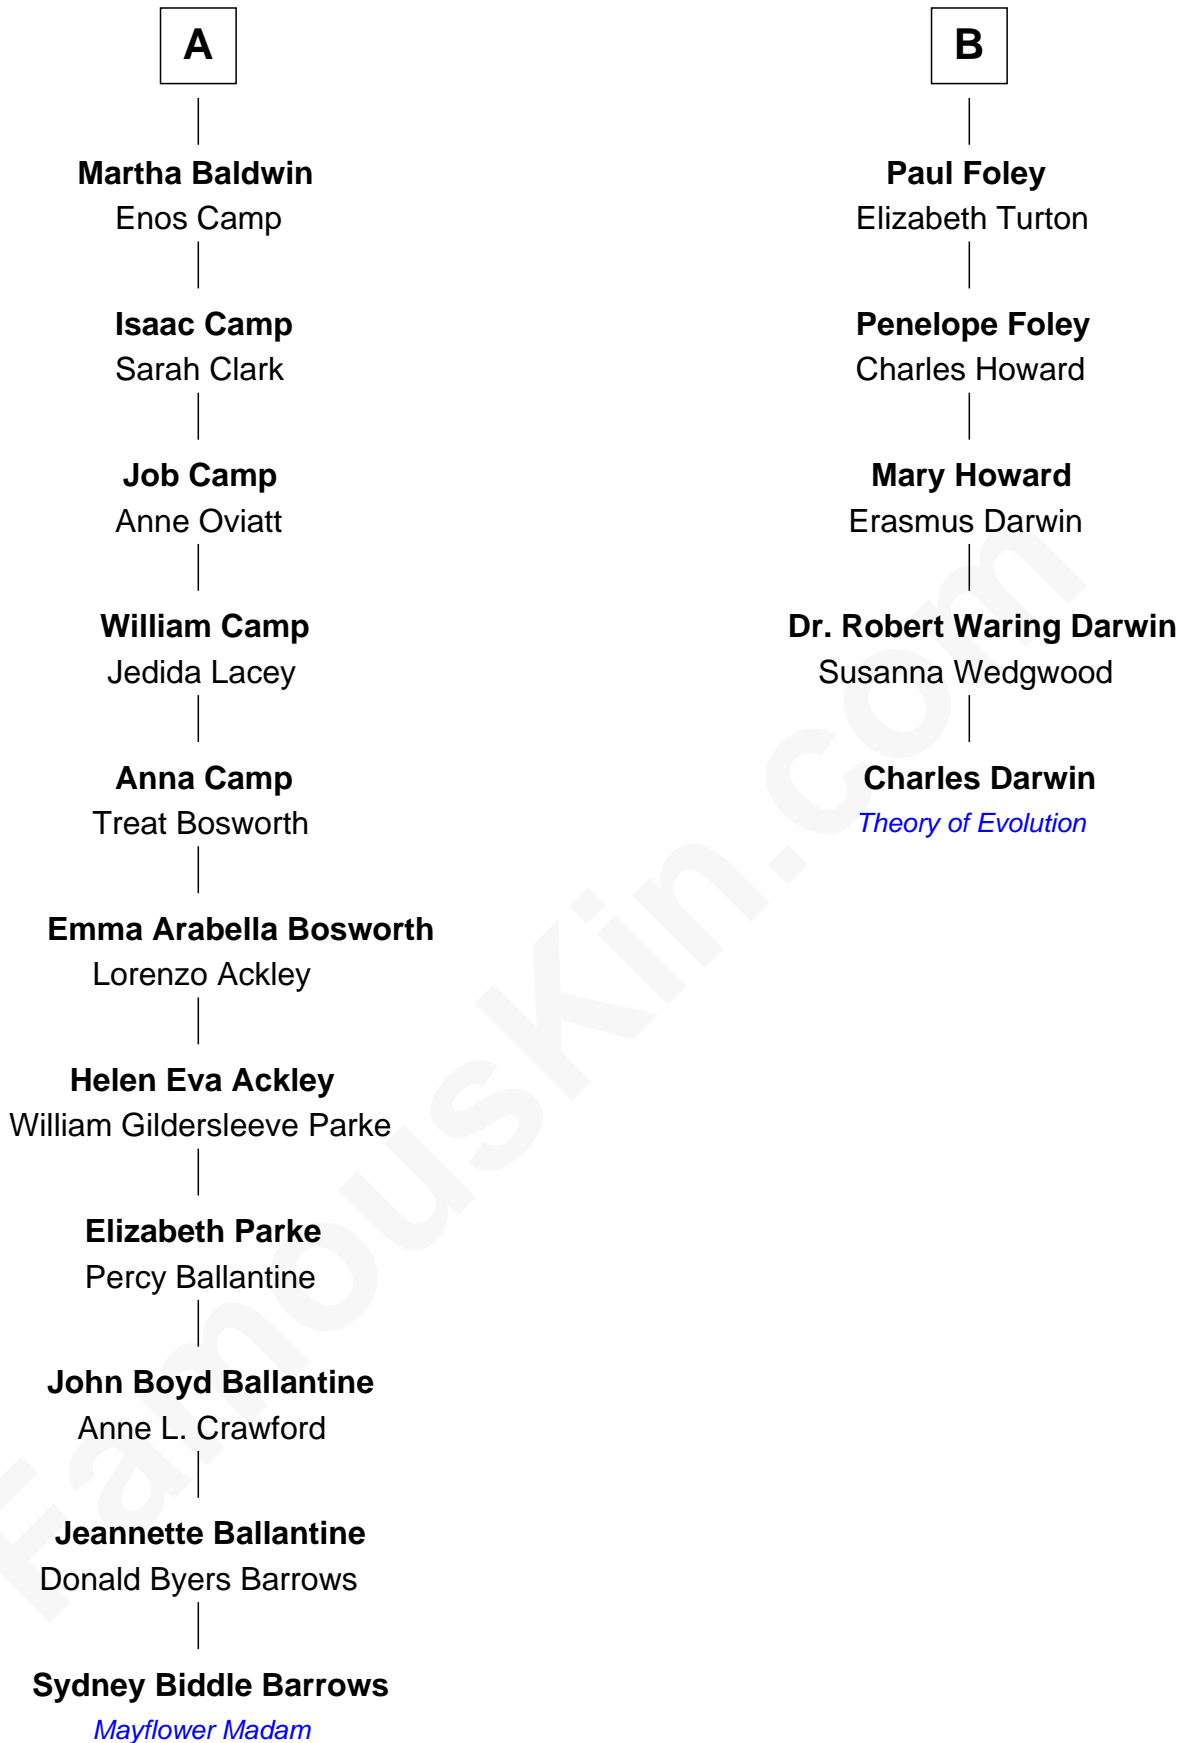 A
Martha Baldwin
Enos Camp
Isaac Camp
Sarah Clark
Job Camp
Anne Oviatt
William Camp
Jedida Lacey
Anna Camp
Treat Bosworth
Emma Arabella Bosworth
Lorenzo Ackley
Helen Eva Ackley
William Gildersleeve Parke
Elizabeth Parke
Percy Ballantine
John Boyd Ballantine
Anne L. Crawford
Jeannette Ballantine
Donald Byers Barrows
Sydney Biddle Barrows
Mayflower Madam
B
Paul Foley
Elizabeth Turton
Penelope Foley
Charles Howard
Mary Howard
Erasmus Darwin
Dr. Robert Waring Darwin
Susanna Wedgwood
Charles Darwin
Theory of Evolution
FamousKin.com